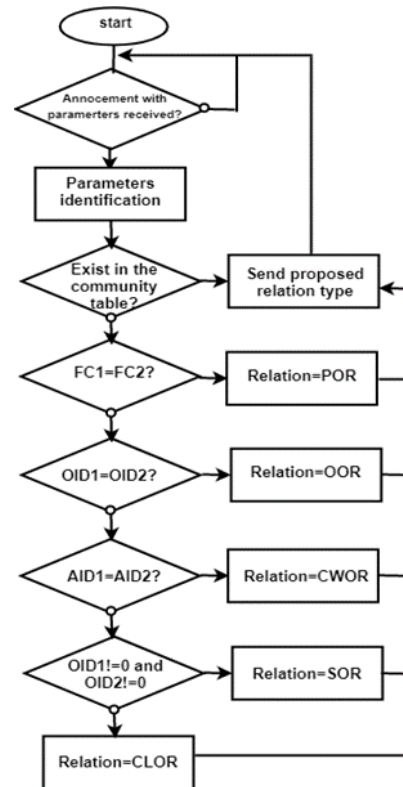 start
Annocement with
paramerters received?
Parameters
identification
Exist in the
community
table?
Send proposed
relation type
FC1=FC2?
Relation=POR
OID1=OID2?
Relation=OOR
AID1=AID2?
Relation=CWOR
OID1!=0 and
OID2!=0
Relation=SOR
Relation=CLOR